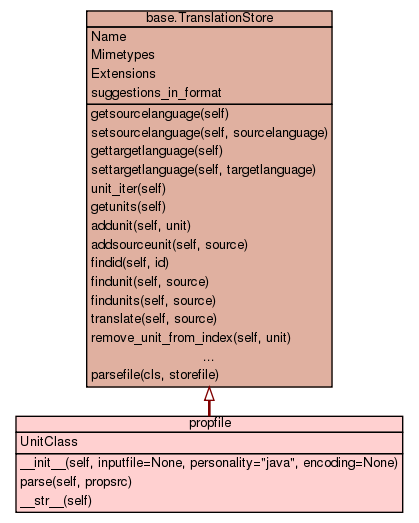 base.TranslationStore
Name
Mimetypes
Extensions
suggestions_in_format
getsourcelanguage(self)
setsourcelanguage(self, sourcelanguage)
gettargetlanguage(self)
settargetlanguage(self, targetlanguage)
unit_iter(self)
getunits(self)
addunit(self, unit)
addsourceunit(self, source)
findid(self, id)
findunit(self, source)
findunits(self, source)
translate(self, source)
remove_unit_from_index(self, unit)
...
parsefile(cls, storefile)
propfile
UnitClass
__init__(self, inputfile=None, personality="java", encoding=None)
parse(self, propsrc)
__str__(self)